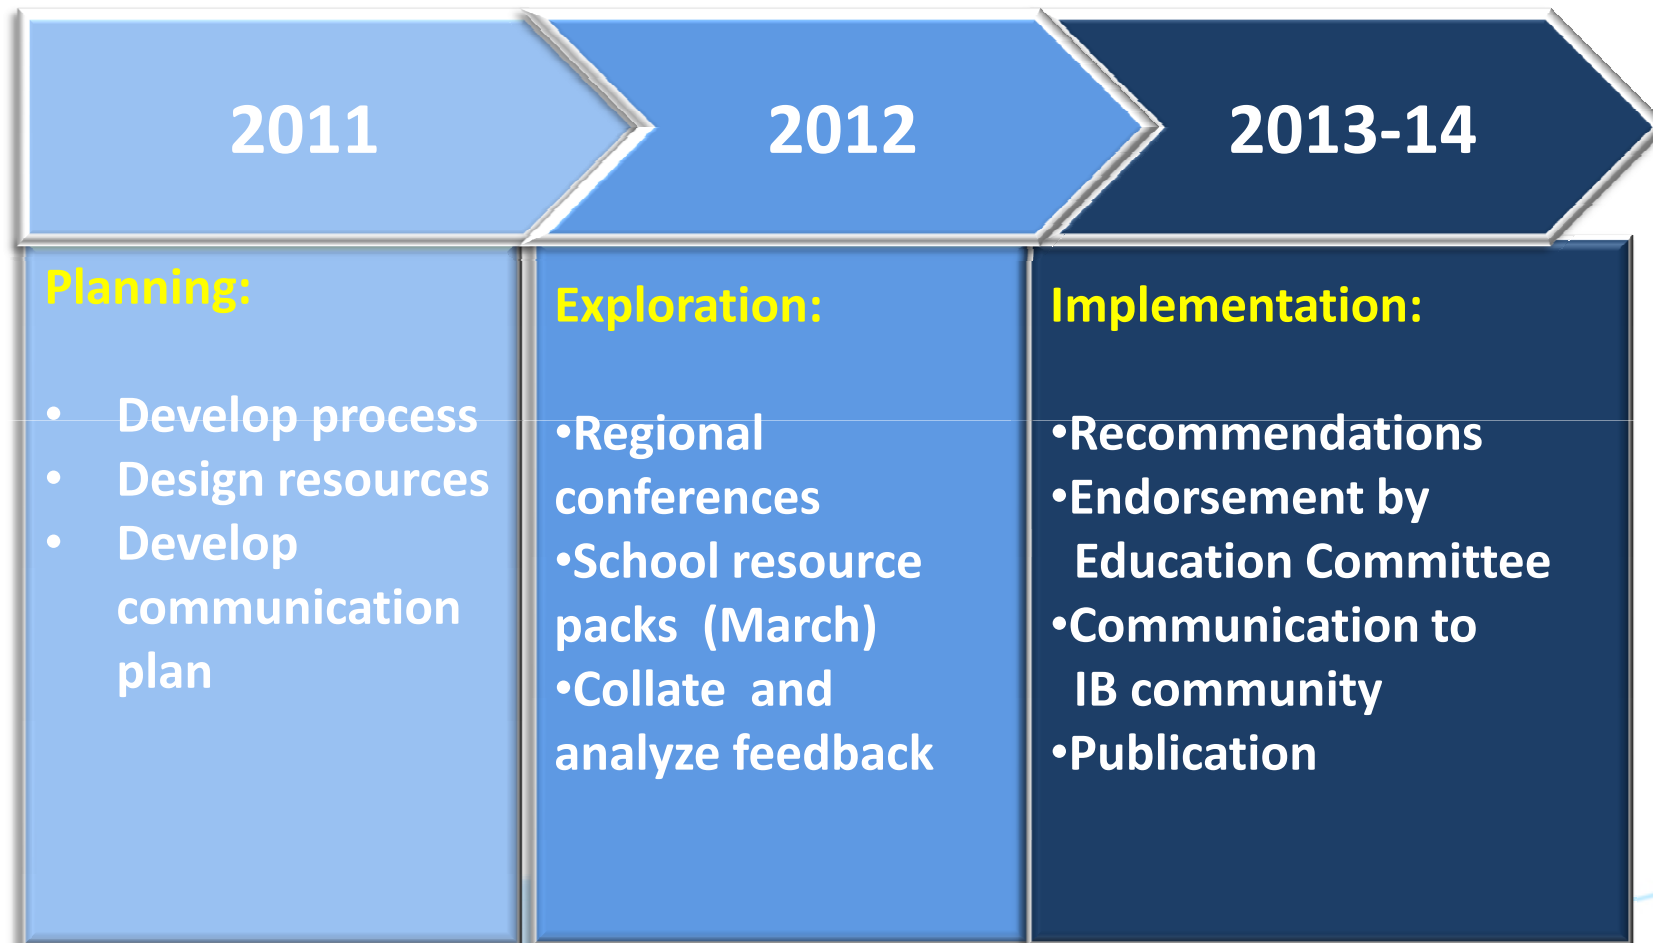 2011
2012
2013-14
Planning:
• Develop process
• Design resources
• Develop
communication
plan
Exploration:
•Regional
conferences
•School resource
packs (March)
•Collate and
analyze feedback
Implementation:
•Recommendations
•Endorsement by
Education Committee
•Communication to
IB community
•Publication